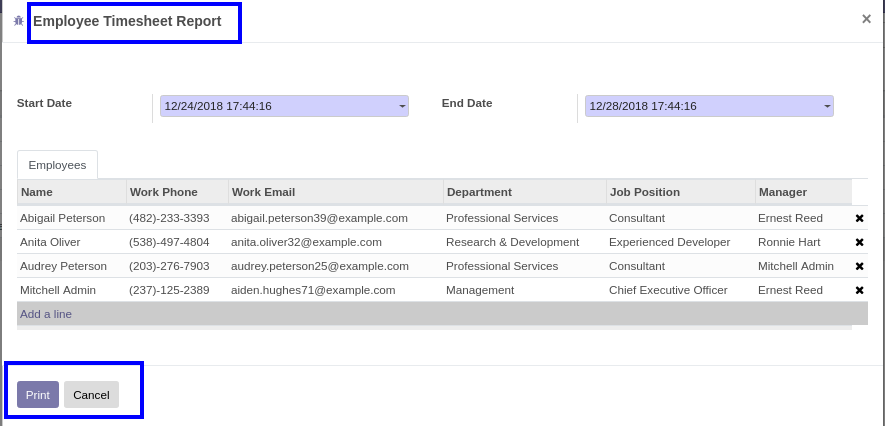 Employee Timesheet Report ×
Start Date 12/24/2018 17:44:16 End Date 12/28/2018 17:44:16
Employees
Name Work Phone Work Email Department Job Position Manager
Abigail Peterson (482)-233-3393 abigail.peterson39@example.com Professional Services Consultant Ernest Reed
Anita Oliver (538)-497-4804 anita.oliver32@example.com Research & Development Experienced Developer Ronnie Hart
Audrey Peterson (203)-276-7903 audrey.peterson25@example.com Professional Services Consultant Mitchell Admin
Mitchell Admin (237)-125-2389 aiden.hughes71@example.com Management Chief Executive Officer Ernest Reed
Add a line
Print Cancel